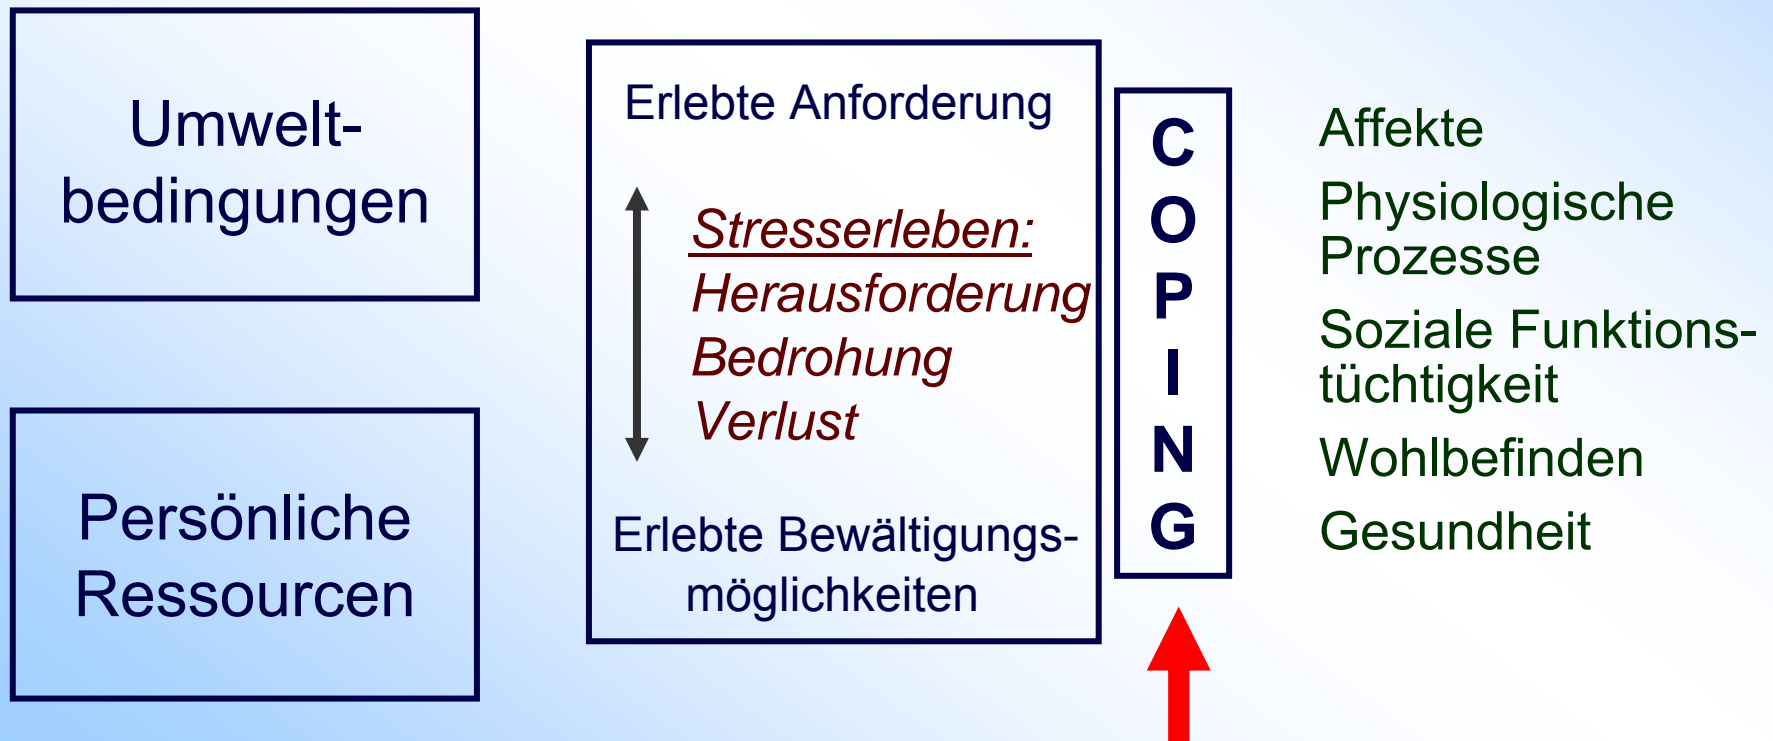 Umwelt-
bedingungen
Persönliche
Ressourcen
Erlebte Anforderung
Stresserleben:
Herausforderung
Bedrohung
Verlust
Erlebte Bewältigungs-
möglichkeiten
C
O
P
I
N
G
Affekte
Physiologische
Prozesse
Soziale Funktions-
tüchtigkeit
Wohlbefinden
Gesundheit